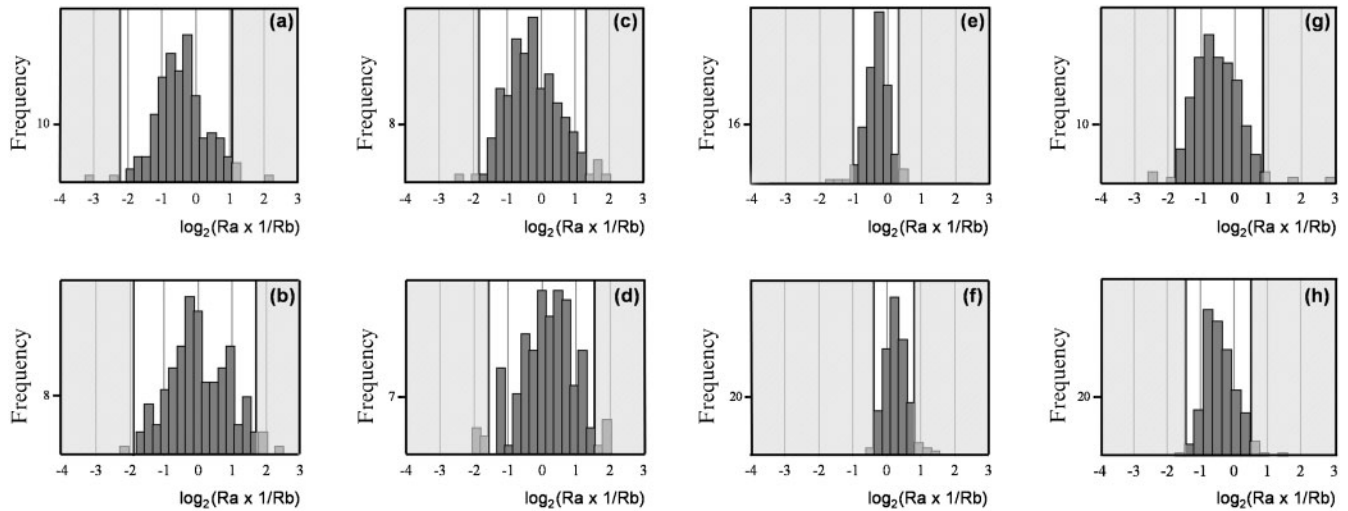 (a)
Frequency
10
-4 -3 -2 -1 0 1 2 3
log2(Ra x 1/Rb)
(c)
Frequency
8
-4 -3 -2 -1 0 1 2 3
log2(Ra x 1/Rb)
(e)
Frequency
16
-4 -3 -2 -1 0 1 2 3
log2(Ra x 1/Rb)
(g)
Frequency
10
-4 -3 -2 -1 0 1 2 3
log2(Ra x 1/Rb)
(b)
Frequency
8
-4 -3 -2 -1 0 1 2 3
log2(Ra x 1/Rb)
(d)
Frequency
7
-4 -3 -2 -1 0 1 2 3
log2(Ra x 1/Rb)
(f)
Frequency
20
-4 -3 -2 -1 0 1 2 3
log2(Ra x 1/Rb)
(h)
Frequency
20
-4 -3 -2 -1 0 1 2 3
log2(Ra x 1/Rb)